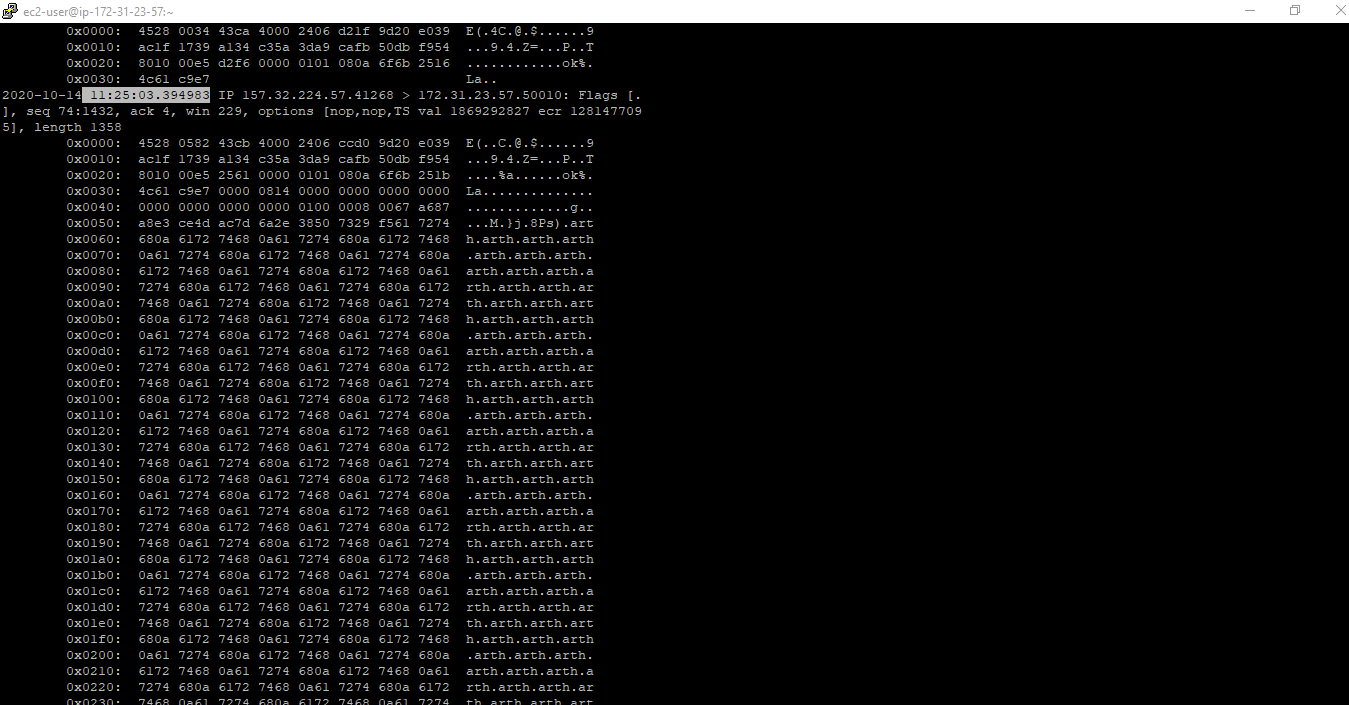 ec2-user@ip-172-31-23-57:~
0x0000:  4528 0034 43ca 4000 2406 d21f 9d20 e039  E(.4C.@.$......9
0x0010:  ac1f 1739 a134 c35a 3da9 cafb 50db f954  ...9.4.Z=...P..T
0x0020:  8010 00e5 d2f6 0000 0101 080a 6f6b 2516  ............ok%.
0x0030:  4c61 c9e7                                La..
2020-10-14 11:25:03.394983 IP 157.32.224.57.41268 > 172.31.23.57.50010: Flags [.
], seq 74:1432, ack 4, win 229, options [nop,nop,TS val 1869292827 ecr 128147709
5], length 1358
0x0000:  4528 0582 43cb 4000 2406 ccd0 9d20 e039  E(..C.@.$......9
0x0010:  ac1f 1739 a134 c35a 3da9 cafb 50db f954  ...9.4.Z=...P..T
0x0020:  8010 00e5 2561 0000 0101 080a 6f6b 251b  ....%a......ok%.
0x0030:  4c61 c9e7 0000 0814 0000 0000 0000 0000  La..............
0x0040:  0000 0000 0000 0000 0100 0008 0067 a687  .............g..
0x0050:  a8e3 ce4d ac7d 6a2e 3850 7329 f561 7274  ...M.}j.8Ps).art
0x0060:  680a 6172 7468 0a61 7274 680a 6172 7468  h.arth.arth.arth
0x0070:  0a61 7274 680a 6172 7468 0a61 7274 680a  .arth.arth.arth.
0x0080:  6172 7468 0a61 7274 680a 6172 7468 0a61  arth.arth.arth.a
0x0090:  7274 680a 6172 7468 0a61 7274 680a 6172  rth.arth.arth.ar
0x00a0:  7468 0a61 7274 680a 6172 7468 0a61 7274  th.arth.arth.art
0x00b0:  680a 6172 7468 0a61 7274 680a 6172 7468  h.arth.arth.arth
0x00c0:  0a61 7274 680a 6172 7468 0a61 7274 680a  .arth.arth.arth.
0x00d0:  6172 7468 0a61 7274 680a 6172 7468 0a61  arth.arth.arth.a
0x00e0:  7274 680a 6172 7468 0a61 7274 680a 6172  rth.arth.arth.ar
0x00f0:  7468 0a61 7274 680a 6172 7468 0a61 7274  th.arth.arth.art
0x0100:  680a 6172 7468 0a61 7274 680a 6172 7468  h.arth.arth.arth
0x0110:  0a61 7274 680a 6172 7468 0a61 7274 680a  .arth.arth.arth.
0x0120:  6172 7468 0a61 7274 680a 6172 7468 0a61  arth.arth.arth.a
0x0130:  7274 680a 6172 7468 0a61 7274 680a 6172  rth.arth.arth.ar
0x0140:  7468 0a61 7274 680a 6172 7468 0a61 7274  th.arth.arth.art
0x0150:  680a 6172 7468 0a61 7274 680a 6172 7468  h.arth.arth.arth
0x0160:  0a61 7274 680a 6172 7468 0a61 7274 680a  .arth.arth.arth.
0x0170:  6172 7468 0a61 7274 680a 6172 7468 0a61  arth.arth.arth.a
0x0180:  7274 680a 6172 7468 0a61 7274 680a 6172  rth.arth.arth.ar
0x0190:  7468 0a61 7274 680a 6172 7468 0a61 7274  th.arth.arth.art
0x01a0:  680a 6172 7468 0a61 7274 680a 6172 7468  h.arth.arth.arth
0x01b0:  0a61 7274 680a 6172 7468 0a61 7274 680a  .arth.arth.arth.
0x01c0:  6172 7468 0a61 7274 680a 6172 7468 0a61  arth.arth.arth.a
0x01d0:  7274 680a 6172 7468 0a61 7274 680a 6172  rth.arth.arth.ar
0x01e0:  7468 0a61 7274 680a 6172 7468 0a61 7274  th.arth.arth.art
0x01f0:  680a 6172 7468 0a61 7274 680a 6172 7468  h.arth.arth.arth
0x0200:  0a61 7274 680a 6172 7468 0a61 7274 680a  .arth.arth.arth.
0x0210:  6172 7468 0a61 7274 680a 6172 7468 0a61  arth.arth.arth.a
0x0220:  7274 680a 6172 7468 0a61 7274 680a 6172  rth.arth.arth.ar
0x0230:  7468 0a61 7274 680a 6172 7468 0a61 7274  th.arth.arth.art